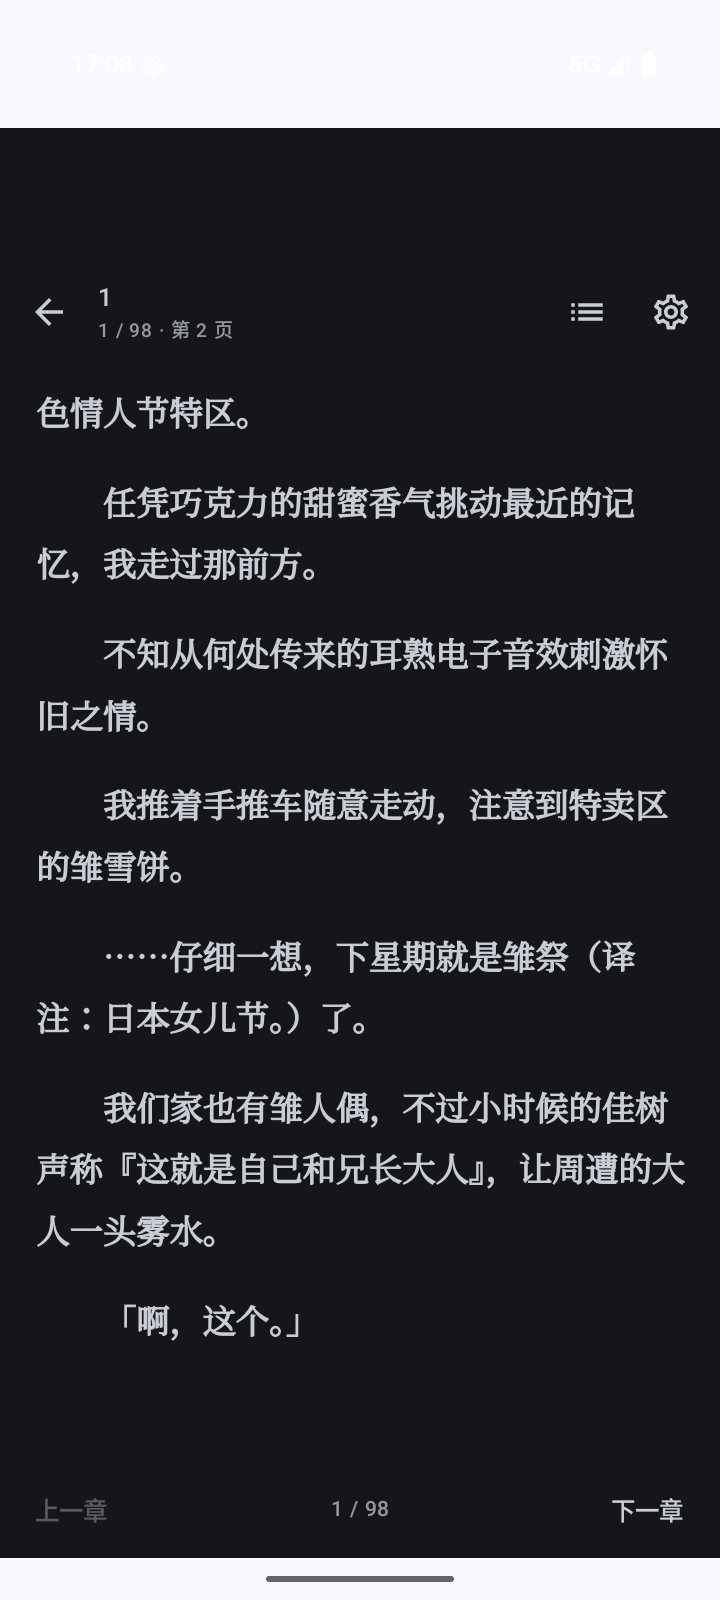 17:08
5G
1
1 / 98 · 第 2 页
色情人节特区。
任凭巧克力的甜蜜香气挑动最近的记
忆，我走过那前方。
不知从何处传来的耳熟电子音效刺激怀
旧之情。
我推着手推车随意走动，注意到特卖区
的雏雪饼。
……仔细一想，下星期就是雏祭（译
注：日本女儿节。）了。
我们家也有雏人偶，不过小时候的佳树
声称『这就是自己和兄长大人』，让周遭的大
人一头雾水。
「啊，这个。」
上一章
1 / 98
下一章